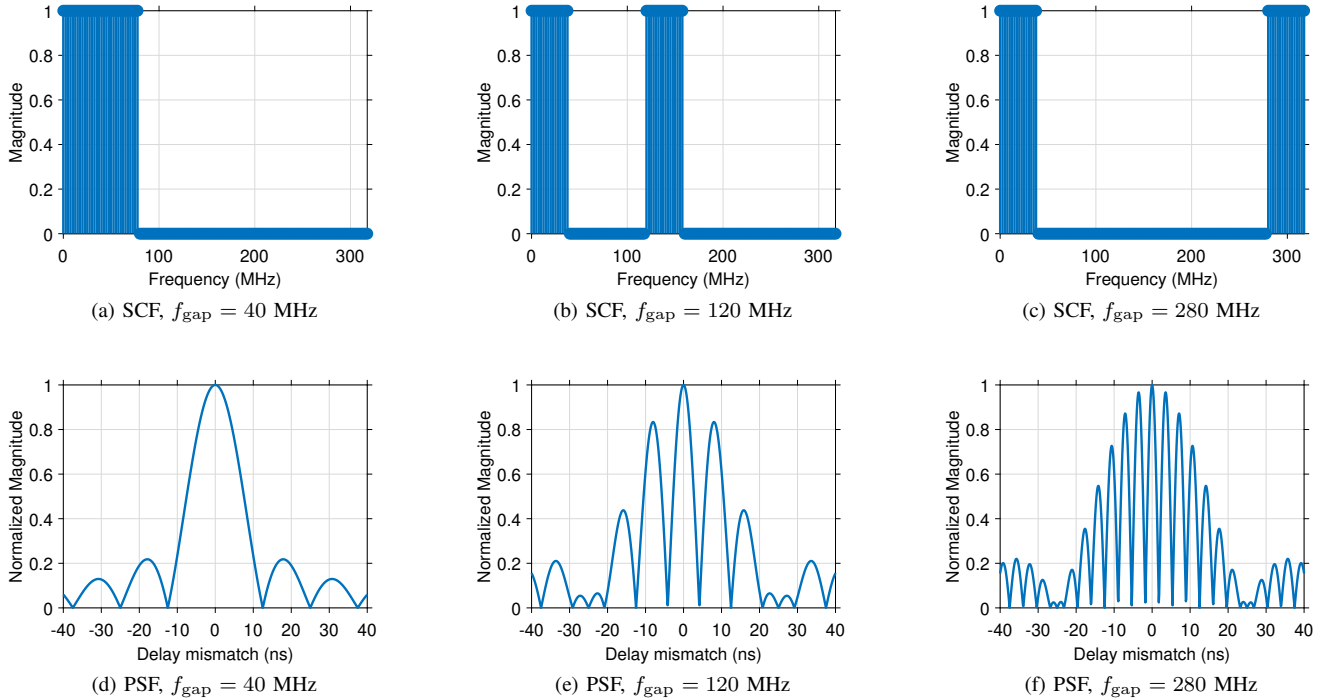 1
0.8
0.6
0.4
0.2
0
Magnitude
0 100 200 300
Frequency (MHz)
(a) SCF, f_gap = 40 MHz
1
0.8
0.6
0.4
0.2
0
Magnitude
0 100 200 300
Frequency (MHz)
(b) SCF, f_gap = 120 MHz
1
0.8
0.6
0.4
0.2
0
Magnitude
0 100 200 300
Frequency (MHz)
(c) SCF, f_gap = 280 MHz
1
0.8
0.6
0.4
0.2
0
Normalized Magnitude
-40 -30 -20 -10 0 10 20 30 40
Delay mismatch (ns)
(d) PSF, f_gap = 40 MHz
1
0.8
0.6
0.4
0.2
0
Normalized Magnitude
-40 -30 -20 -10 0 10 20 30 40
Delay mismatch (ns)
(e) PSF, f_gap = 120 MHz
1
0.8
0.6
0.4
0.2
0
Normalized Magnitude
-40 -30 -20 -10 0 10 20 30 40
Delay mismatch (ns)
(f) PSF, f_gap = 280 MHz